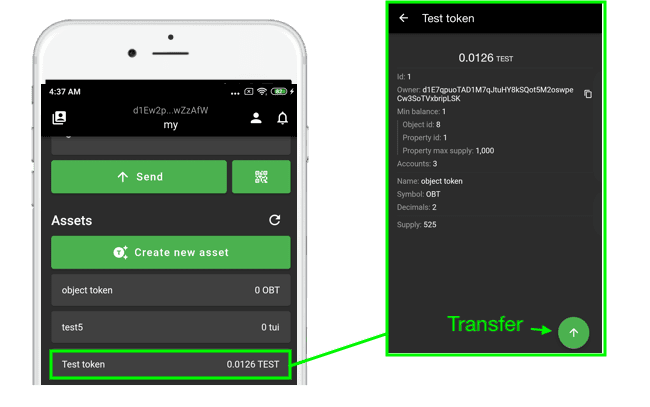 4:37 AM
d1Ew2p...wZzAfW
my
Send
Assets
Create new asset
object token 0 OBT
test5 0 tui
Test token 0.0126 TEST
Test token
0.0126 TEST
Id: 1
Owner: d1E7qpuoTAD1M7qJtuHY8kSQot5M2oswpe
Cw3SoTVxbripLSK
Min balance: 1
Object id: 8
Property id: 1
Property max supply: 1,000
Accounts: 3
Name: object token
Symbol: OBT
Decimals: 2
Supply: 525
Transfer